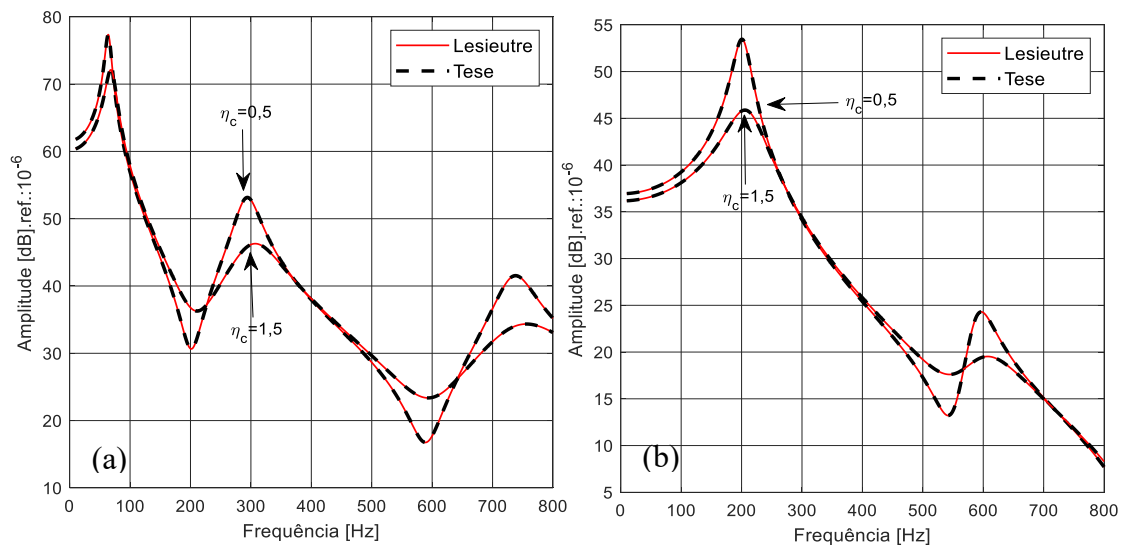 80
70
60
50
40
30
20
10
0 100 200 300 400 500 600 700 800
Amplitude [dB].ref.:10-6
Frequência [Hz]
Lesieutre
Tese
ηc=0,5
ηc=1,5
(a)
55
50
45
40
35
30
25
20
15
10
5
0 100 200 300 400 500 600 700 800
Amplitude [dB].ref.:10-6
Frequência [Hz]
Lesieutre
Tese
ηc=0,5
ηc=1,5
(b)